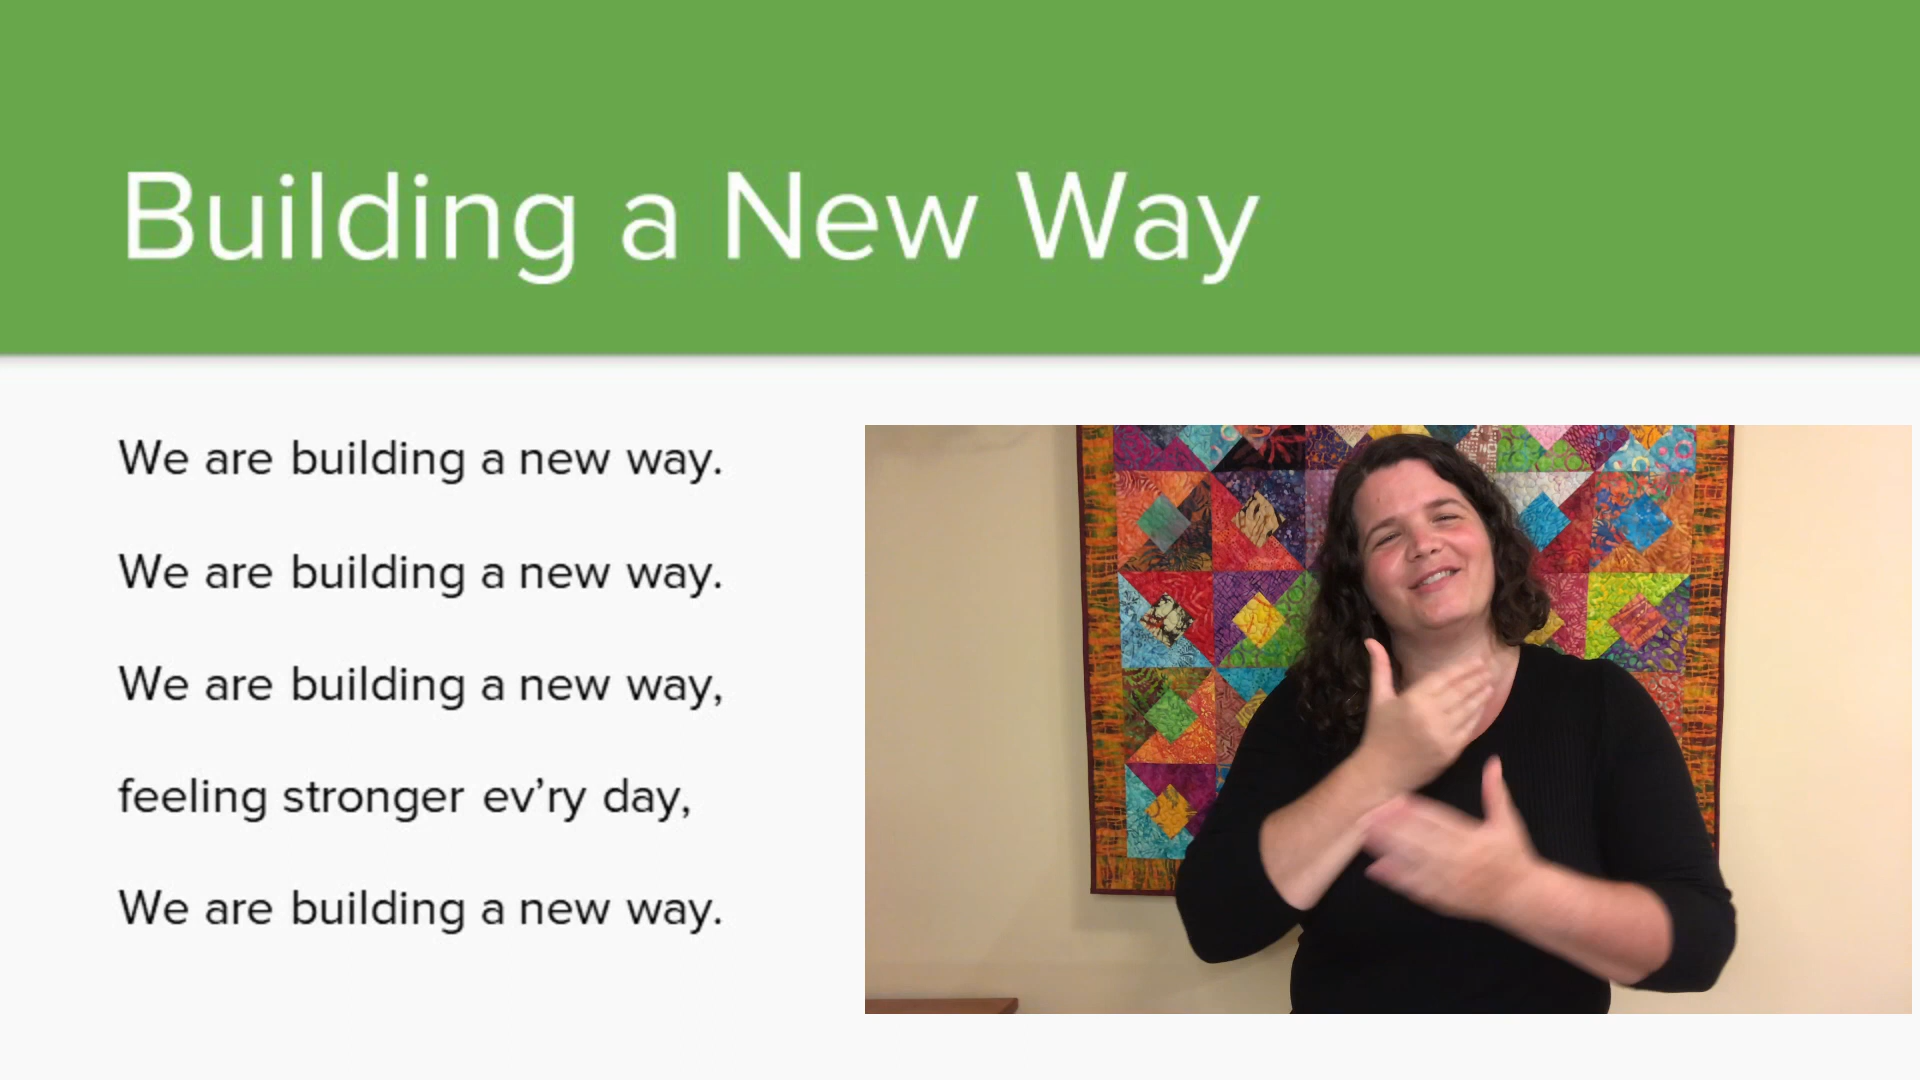 Building a New Way
We are building a new way.
We are building a new way.
We are building a new way,
feeling stronger ev’ry day,
We are building a new way.